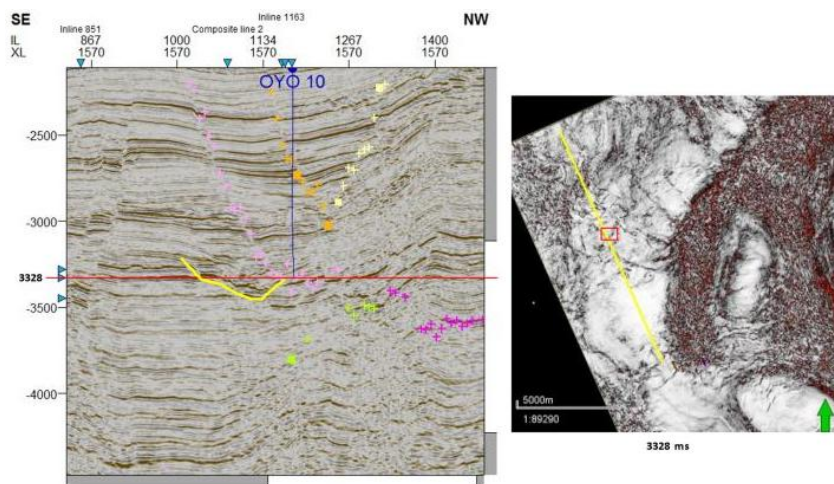 SE
NW
Inline 1163
Inline 851
Composite line 2
IL 867 1000 1134 1267 1400
XL 1570 1570 1570 1570 1570
OYO 10
-2500
-3000
3328
-3500
-4000
5000m
1:89290
3328 ms